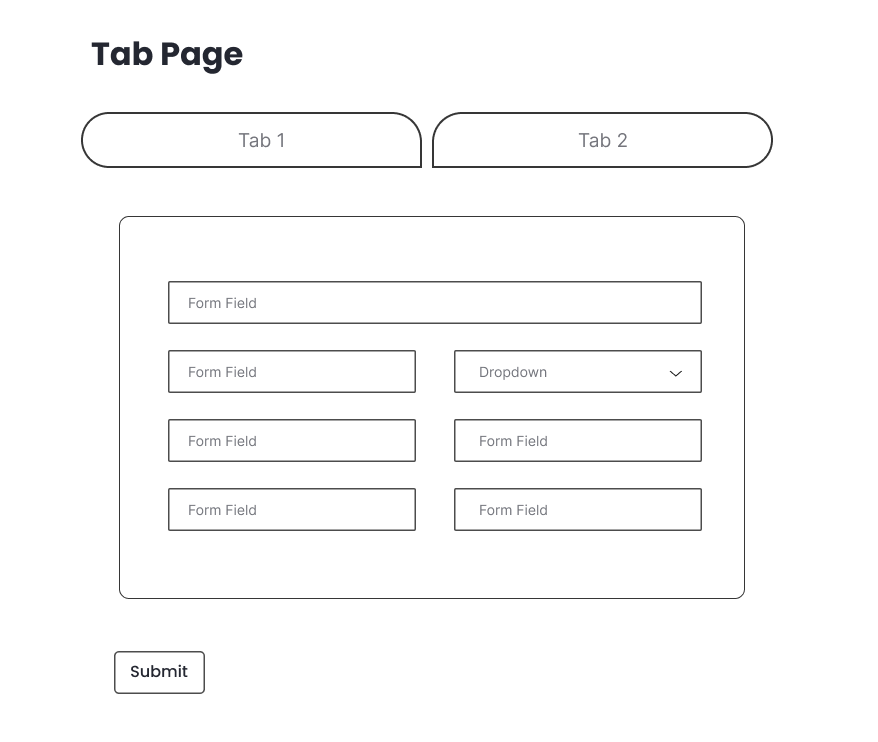 Tab Page
Tab 1 Tab 2
Form Field
Form Field Dropdown
Form Field Form Field
Form Field Form Field
Submit